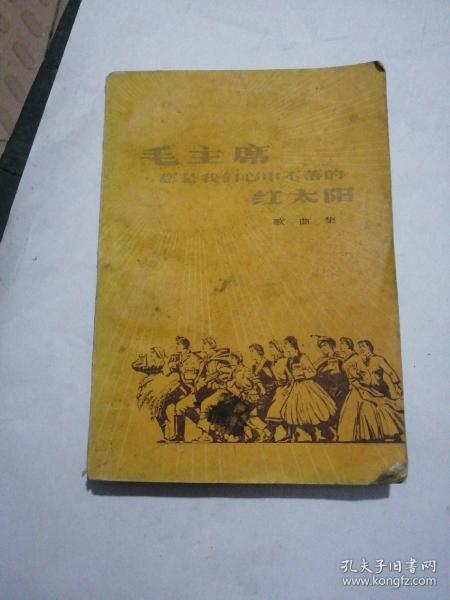 毛主席
您是我们心中不落的
红太阳
歌曲集
孔夫子旧书网
www.kongfz.com